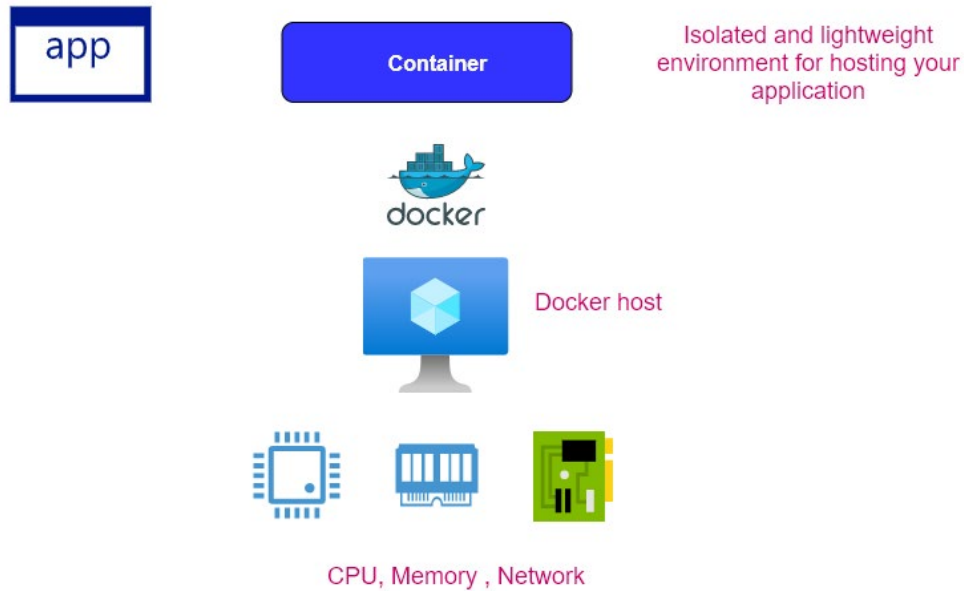 app
Container
Isolated and lightweight
environment for hosting your
application
docker
Docker host
CPU, Memory , Network